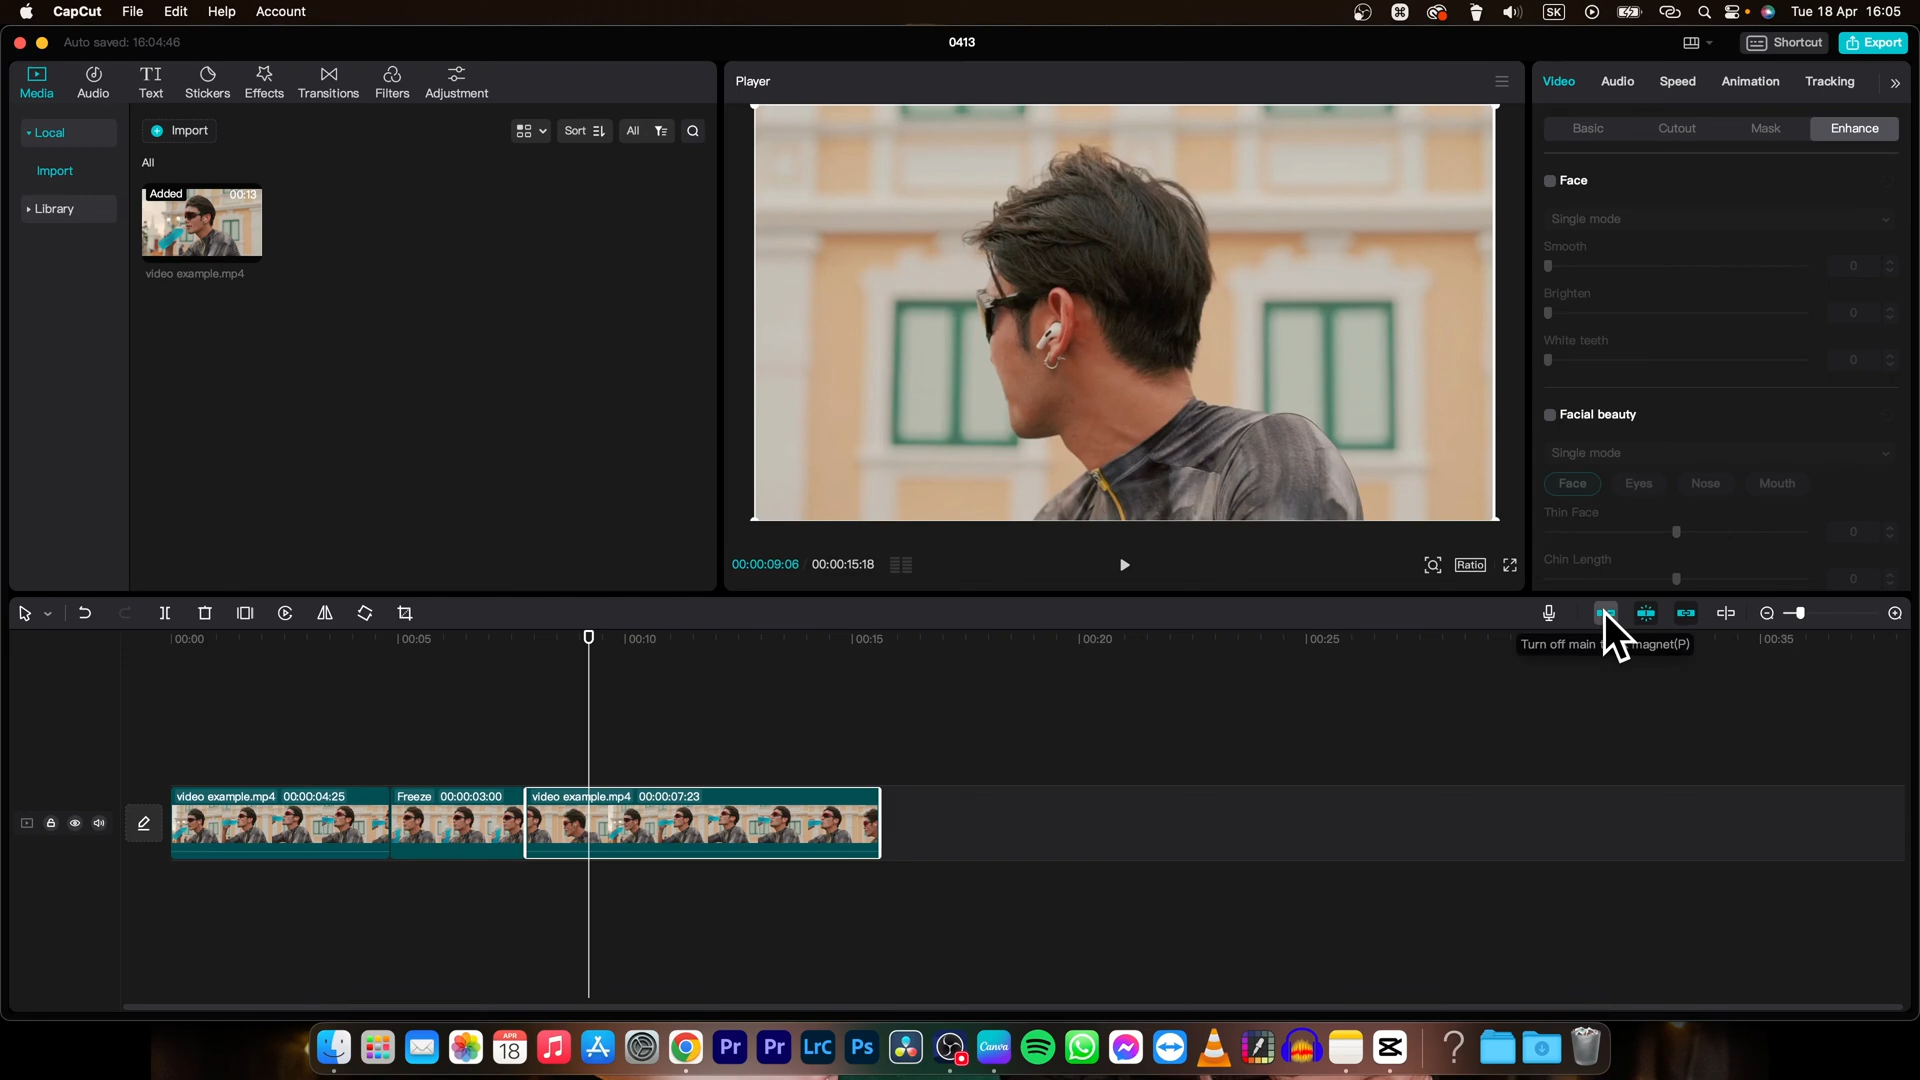 CapCut File Edit Help Account
SK Tue 18 Apr 16:05
Auto saved: 16:04:46
0413
Shortcut Export
Media Audio Text Stickers Effects Transitions Filters Adjustment
TI
Local
Import
Library
Import
Sort All
All
Added 00:13
video example.mp4
Player
00:00:09:06 / 00:00:15:18
Ratio
Video Audio Speed Animation Tracking
Basic Cutout Mask Enhance
Face
Single mode
Smooth
0
Brighten
0
White teeth
0
Facial beauty
Single mode
Face Eyes Nose Mouth
Thin Face
0
Chin Length
0
Turn off main magnet(P)
00:00 00:05 00:10 00:15 00:20 00:25 00:35
video example.mp4 00:00:04:25
Freeze 00:00:03:00
video example.mp4 00:00:07:23
APR
18
Pr Pr LrC Ps Canva